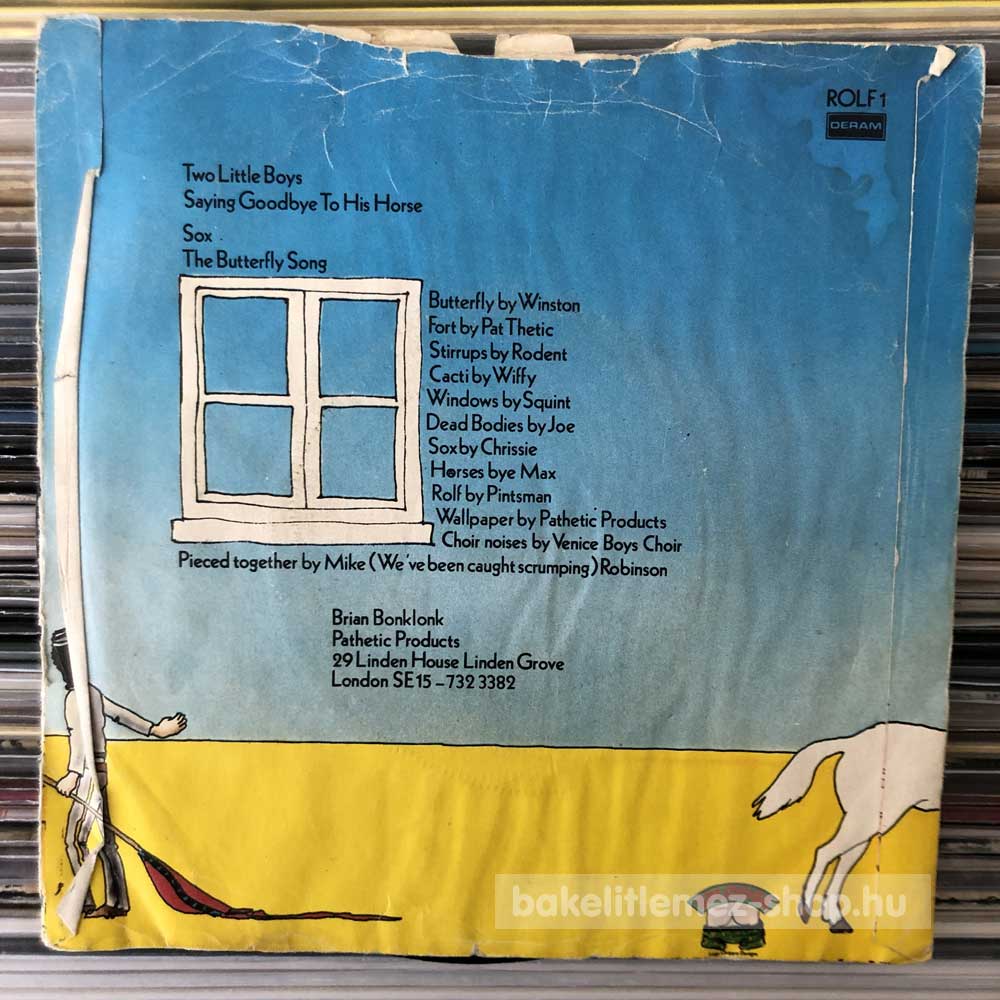 ROLF 1
DERAM
Two Little Boys
Saying Goodbye To His Horse
Sox
The Butterfly Song
Butterfly by Winston
Fort by Pat Thetic
Stirrups by Rodent
Cacti by Wiffy
Windows by Squint
Dead Bodies by Joe
Sox by Chrissie
Horses bye Max
Rolf by Pintsman
Wallpaper by Pathetic Products
Choir noises by Venice Boys Choir
Pieced together by Mike (We've been caught scrumping) Robinson
Brian Bonklonk
Pathetic Products
29 Linden House Linden Grove
London SE15 – 732 3382
bakelitlemez-shop.hu